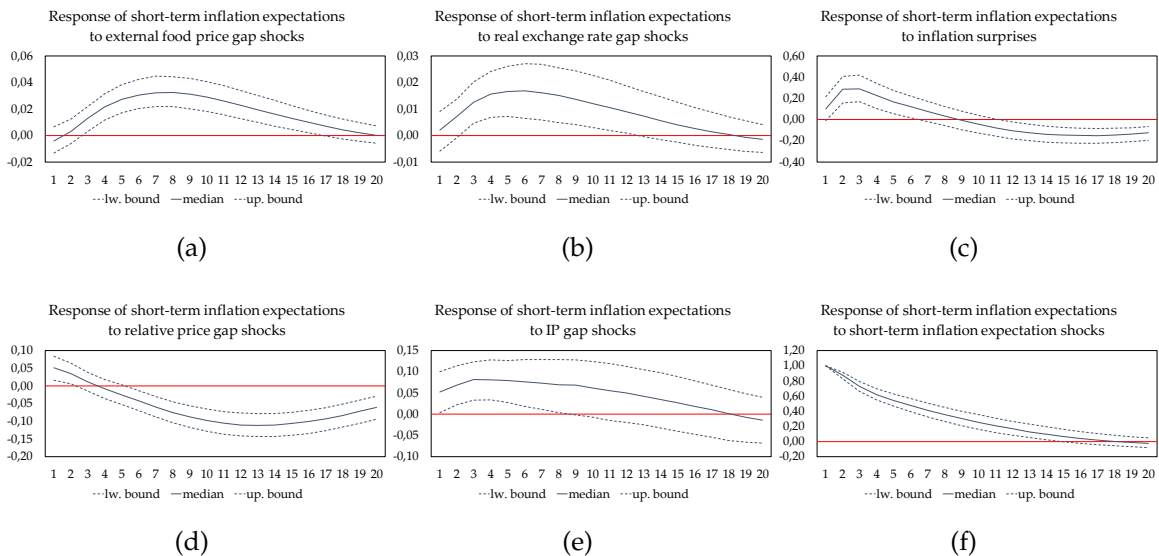 Response of short-term inflation expectations
to external food price gap shocks
0,06
0,04
0,02
0,00
-0,02
1 2 3 4 5 6 7 8 9 10 11 12 13 14 15 16 17 18 19 20
lw. bound median up. bound
(a)
Response of short-term inflation expectations
to real exchange rate gap shocks
0,03
0,02
0,01
0,00
-0,01
1 2 3 4 5 6 7 8 9 10 11 12 13 14 15 16 17 18 19 20
lw. bound median up. bound
(b)
Response of short-term inflation expectations
to inflation surprises
0,60
0,40
0,20
0,00
-0,20
-0,40
1 2 3 4 5 6 7 8 9 10 11 12 13 14 15 16 17 18 19 20
lw. bound median up. bound
(c)
Response of short-term inflation expectations
to relative price gap shocks
0,10
0,05
0,00
-0,05
-0,10
-0,15
-0,20
1 2 3 4 5 6 7 8 9 10 11 12 13 14 15 16 17 18 19 20
lw. bound median up. bound
(d)
Response of short-term inflation expectations
to IP gap shocks
0,15
0,10
0,05
0,00
-0,05
-0,10
1 2 3 4 5 6 7 8 9 10 11 12 13 14 15 16 17 18 19 20
lw. bound median up. bound
(e)
Response of short-term inflation expectations
to short-term inflation expectation shocks
1,20
1,00
0,80
0,60
0,40
0,20
0,00
-0,20
1 2 3 4 5 6 7 8 9 10 11 12 13 14 15 16 17 18 19 20
lw. bound median up. bound
(f)